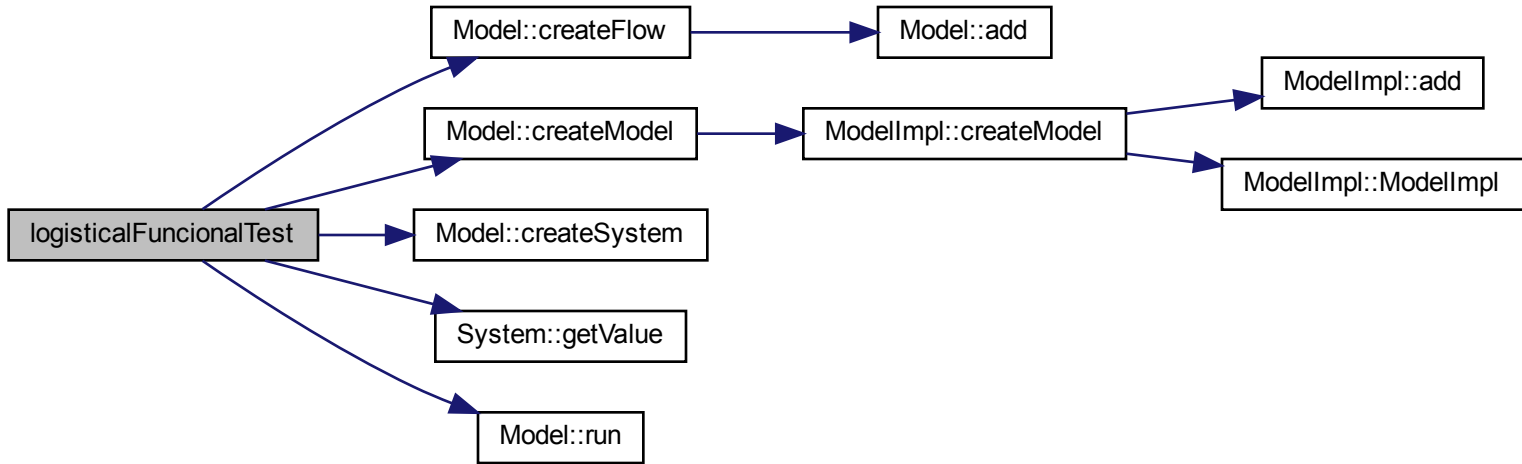 Model::createFlow
Model::add
ModelImpl::add
Model::createModel
ModelImpl::createModel
ModelImpl::ModelImpl
logisticalFuncionalTest
Model::createSystem
System::getValue
Model::run